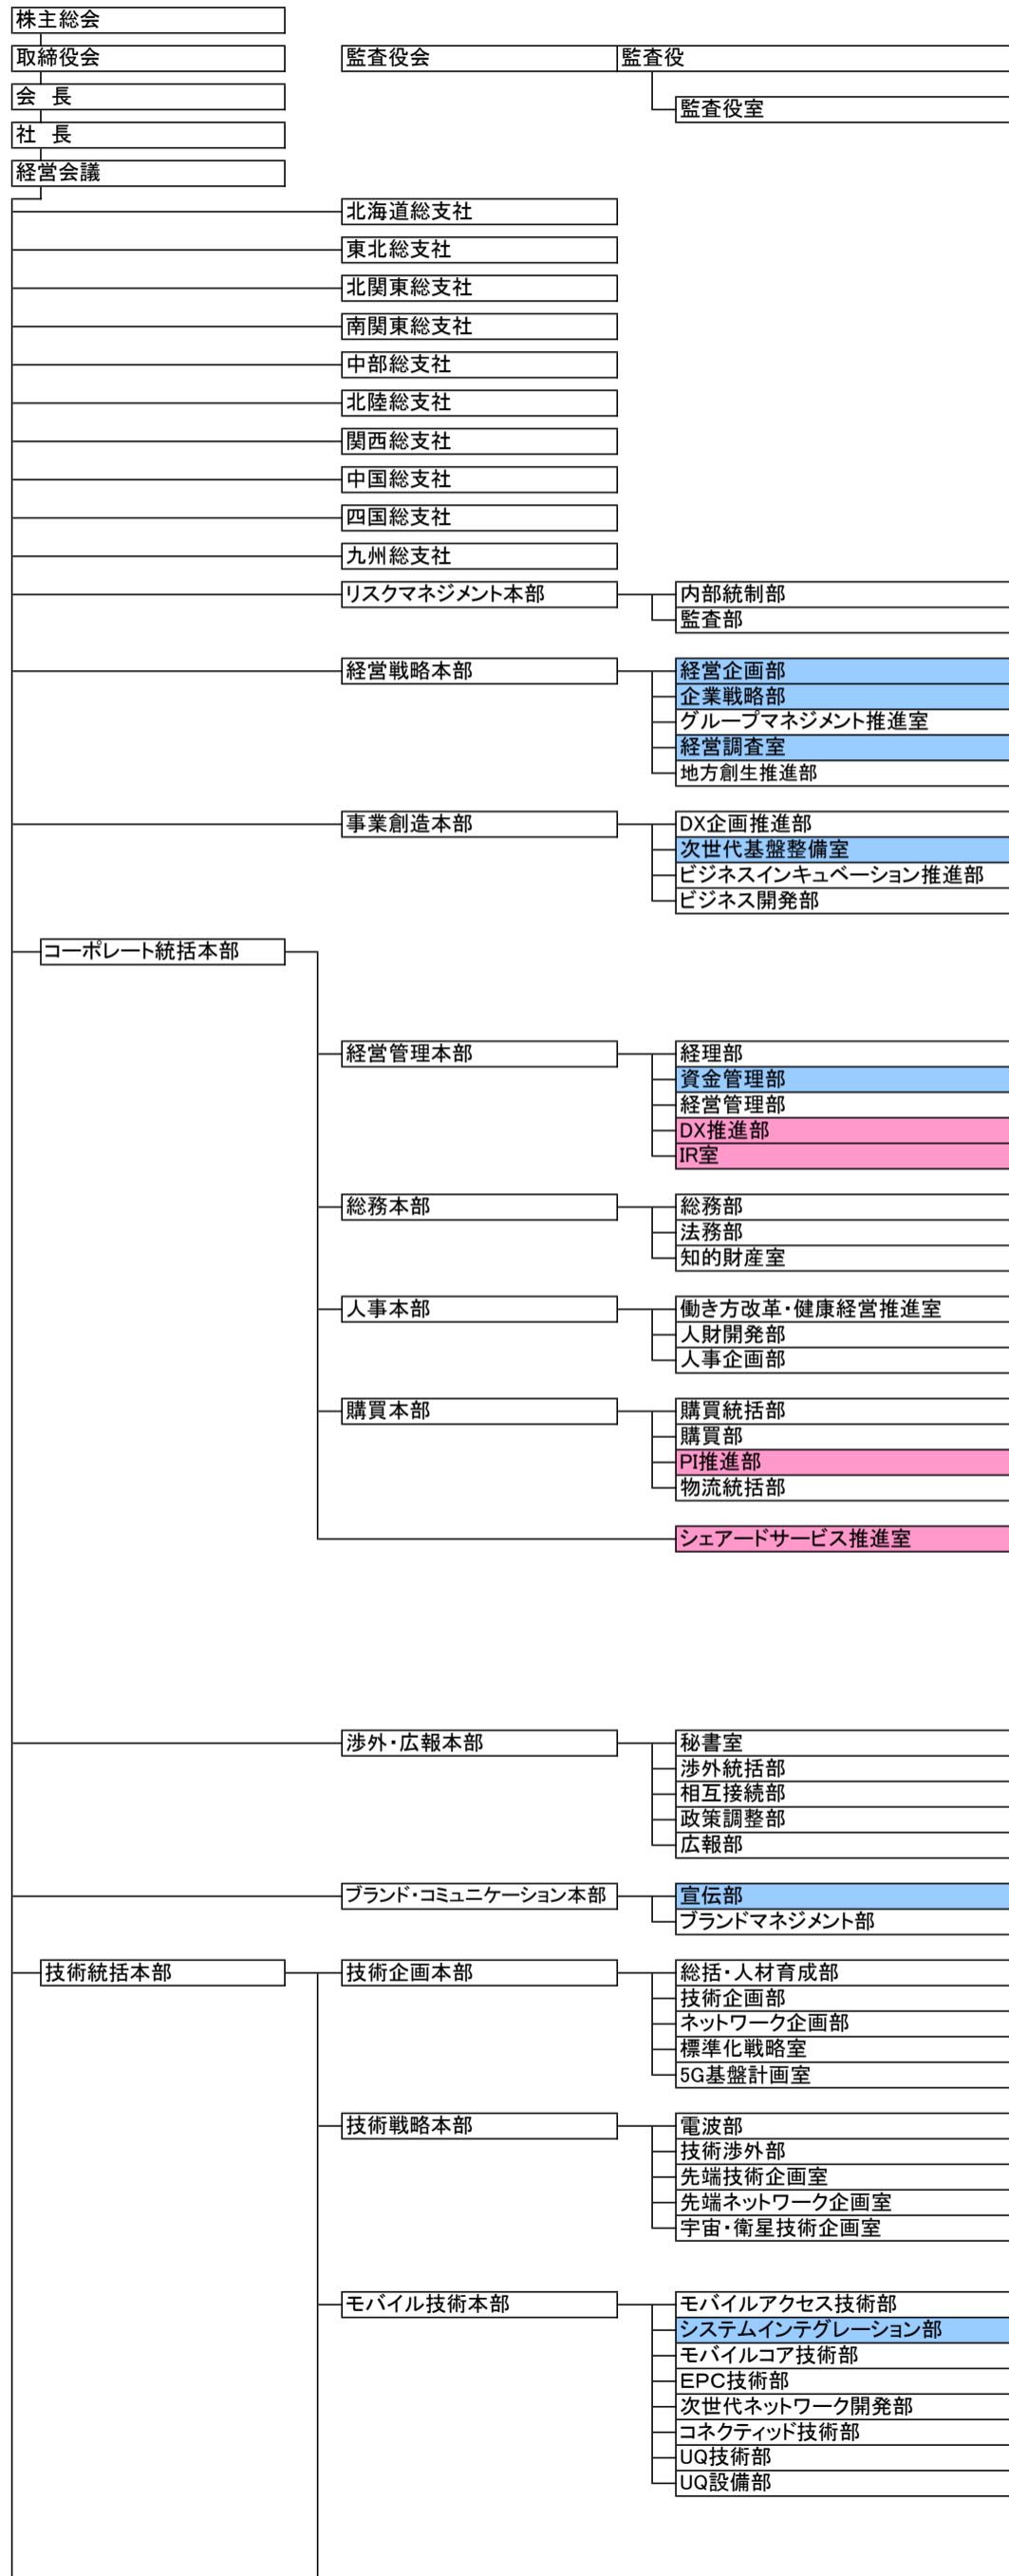 株主総会
取締役会
監査役会
監査役
会 長
監査役室
社 長
経営会議
北海道総支社
東北総支社
北関東総支社
南関東総支社
中部総支社
北陸総支社
関西総支社
中国総支社
四国総支社
九州総支社
リスクマネジメント本部
内部統制部
監査部
経営戦略本部
経営企画部
企業戦略部
グループマネジメント推進室
経営調査室
地方創生推進部
事業創造本部
DX企画推進部
次世代基盤整備室
ビジネスインキュベーション推進部
ビジネス開発部
コーポレート統括本部
経営管理本部
経理部
資金管理部
経営管理部
DX推進部
IR室
総務本部
総務部
法務部
知的財産室
人事本部
働き方改革・健康経営推進室
人財開発部
人事企画部
購買本部
購買統括部
購買部
PI推進部
物流統括部
シェアードサービス推進室
渉外・広報本部
秘書室
渉外統括部
相互接続部
政策調整部
広報部
ブランド・コミュニケーション本部
宣伝部
ブランドマネジメント部
技術統括本部
技術企画本部
総括・人材育成部
技術企画部
ネットワーク企画部
標準化戦略室
5G基盤計画室
技術戦略本部
電波部
技術渉外部
先端技術企画室
先端ネットワーク企画室
宇宙・衛星技術企画室
モバイル技術本部
モバイルアクセス技術部
システムインテグレーション部
モバイルコア技術部
EPC技術部
次世代ネットワーク開発部
コネクティッド技術部
UQ技術部
UQ設備部